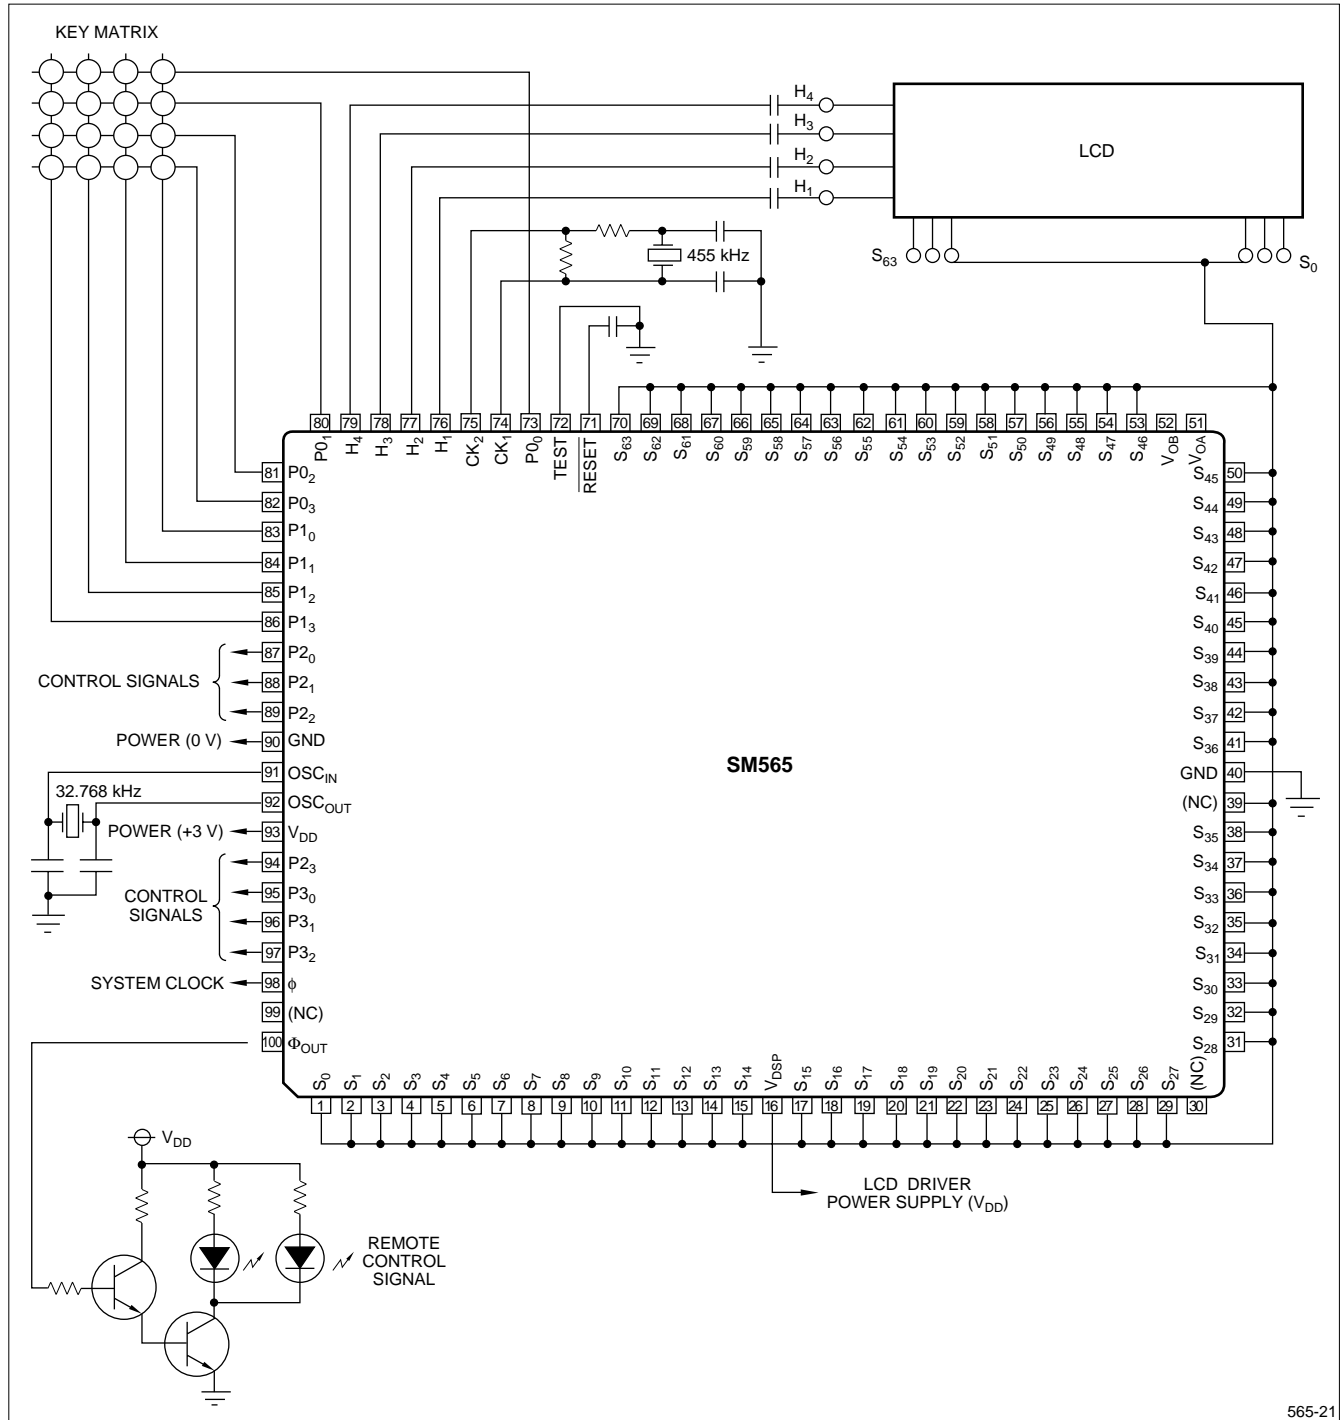 KEY MATRIX
H4
H3
H2
H1
LCD
S63
S0
455 kHz
80 79 78 77 76 75 74 73 72 71 70 69 68 67 66 65 64 63 62 61 60 59 58 57 56 55 54 53 52 51
P01 H4 H3 H2 H1 CK2 CK1 P00 TEST RESET S63 S62 S61 S60 S59 S58 S57 S56 S55 S54 S53 S52 S51 S50 S49 S48 S47 S46 VOB VOA
81 P02
82 P03
83 P10
84 P11
85 P12
86 P13
CONTROL SIGNALS
87 P20
88 P21
89 P22
POWER (0 V)
90 GND
91 OSCIN
32.768 kHz
92 OSCOUT
POWER (+3 V)
93 VDD
94 P23
CONTROL
SIGNALS
95 P30
96 P31
97 P32
SYSTEM CLOCK
98 ϕ
99 (NC)
100 ΦOUT
SM565
S45 50
S44 49
S43 48
S42 47
S41 46
S40 45
S39 44
S38 43
S37 42
S36 41
GND 40
(NC) 39
S35 38
S34 37
S33 36
S32 35
S31 34
S30 33
S29 32
S28 31
S0 S1 S2 S3 S4 S5 S6 S7 S8 S9 S10 S11 S12 S13 S14 VDSP S15 S16 S17 S18 S19 S20 S21 S22 S23 S24 S25 S26 S27 (NC)
1 2 3 4 5 6 7 8 9 10 11 12 13 14 15 16 17 18 19 20 21 22 23 24 25 26 27 28 29 30
VDD
LCD DRIVER
POWER SUPPLY (VDD)
REMOTE
CONTROL
SIGNAL
565-21